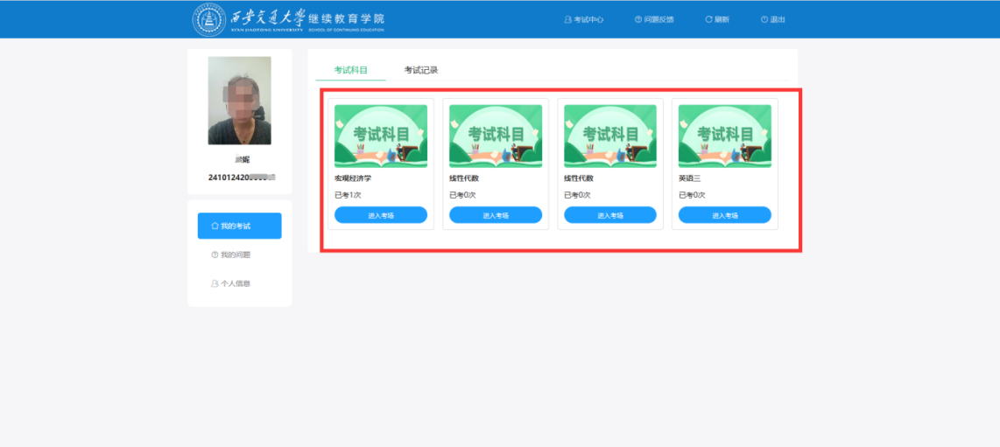 西安交通大学 继续教育学院
XI'AN JIAOTONG UNIVERSITY SCHOOL OF CONTINUING EDUCATION
考试中心 问题反馈 刷新 退出
考试科目 考试记录
妮
241012420
我的考试
我的问题
个人信息
考试科目 考试科目 考试科目 考试科目
宏观经济学 线性代数 线性代数 英语三
已考1次 已考0次 已考0次 已考0次
进入考场 进入考场 进入考场 进入考场